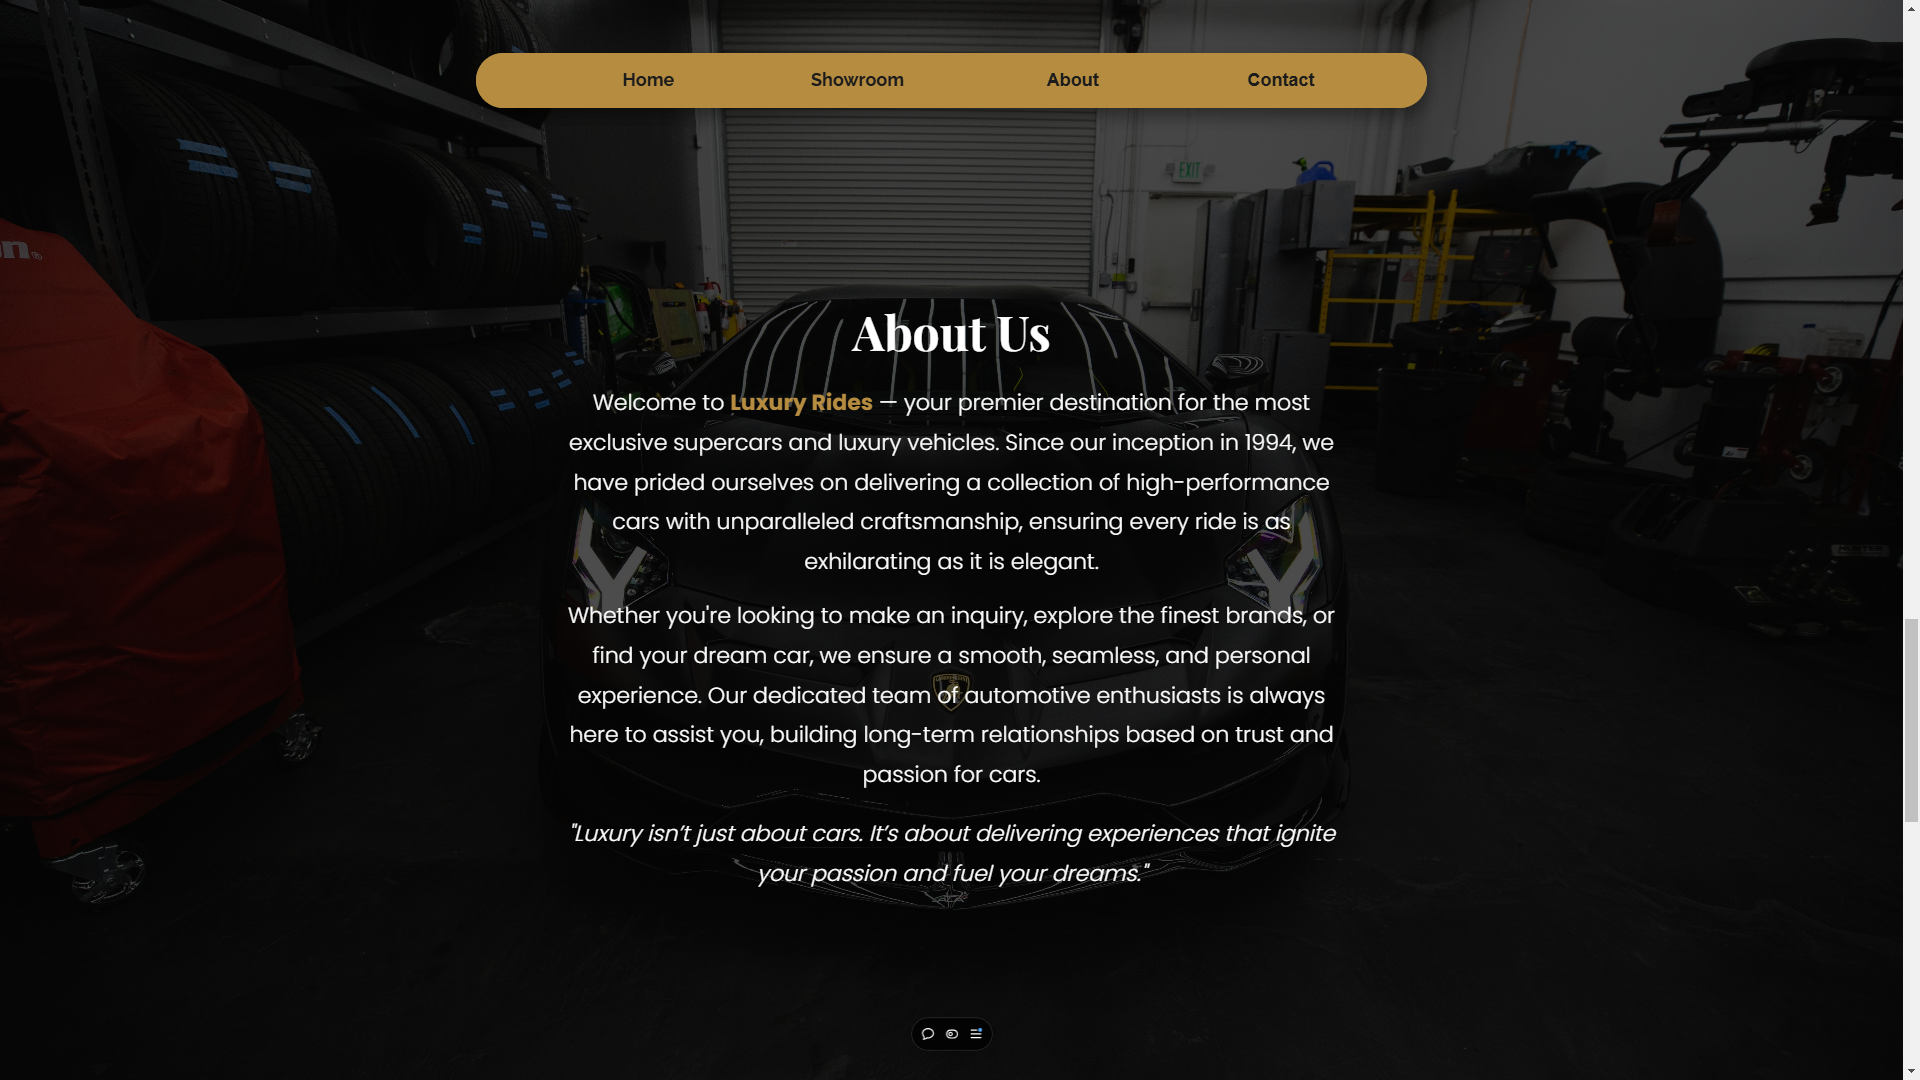 Home Showroom About Contact
EXIT
n®
About Us
Welcome to Luxury Rides — your premier destination for the most
exclusive supercars and luxury vehicles. Since our inception in 1994, we
have prided ourselves on delivering a collection of high-performance
cars with unparalleled craftsmanship, ensuring every ride is as
exhilarating as it is elegant.
Whether you're looking to make an inquiry, explore the finest brands, or
find your dream car, we ensure a smooth, seamless, and personal
experience. Our dedicated team of automotive enthusiasts is always
here to assist you, building long-term relationships based on trust and
passion for cars.
"Luxury isn’t just about cars. It’s about delivering experiences that ignite
your passion and fuel your dreams."